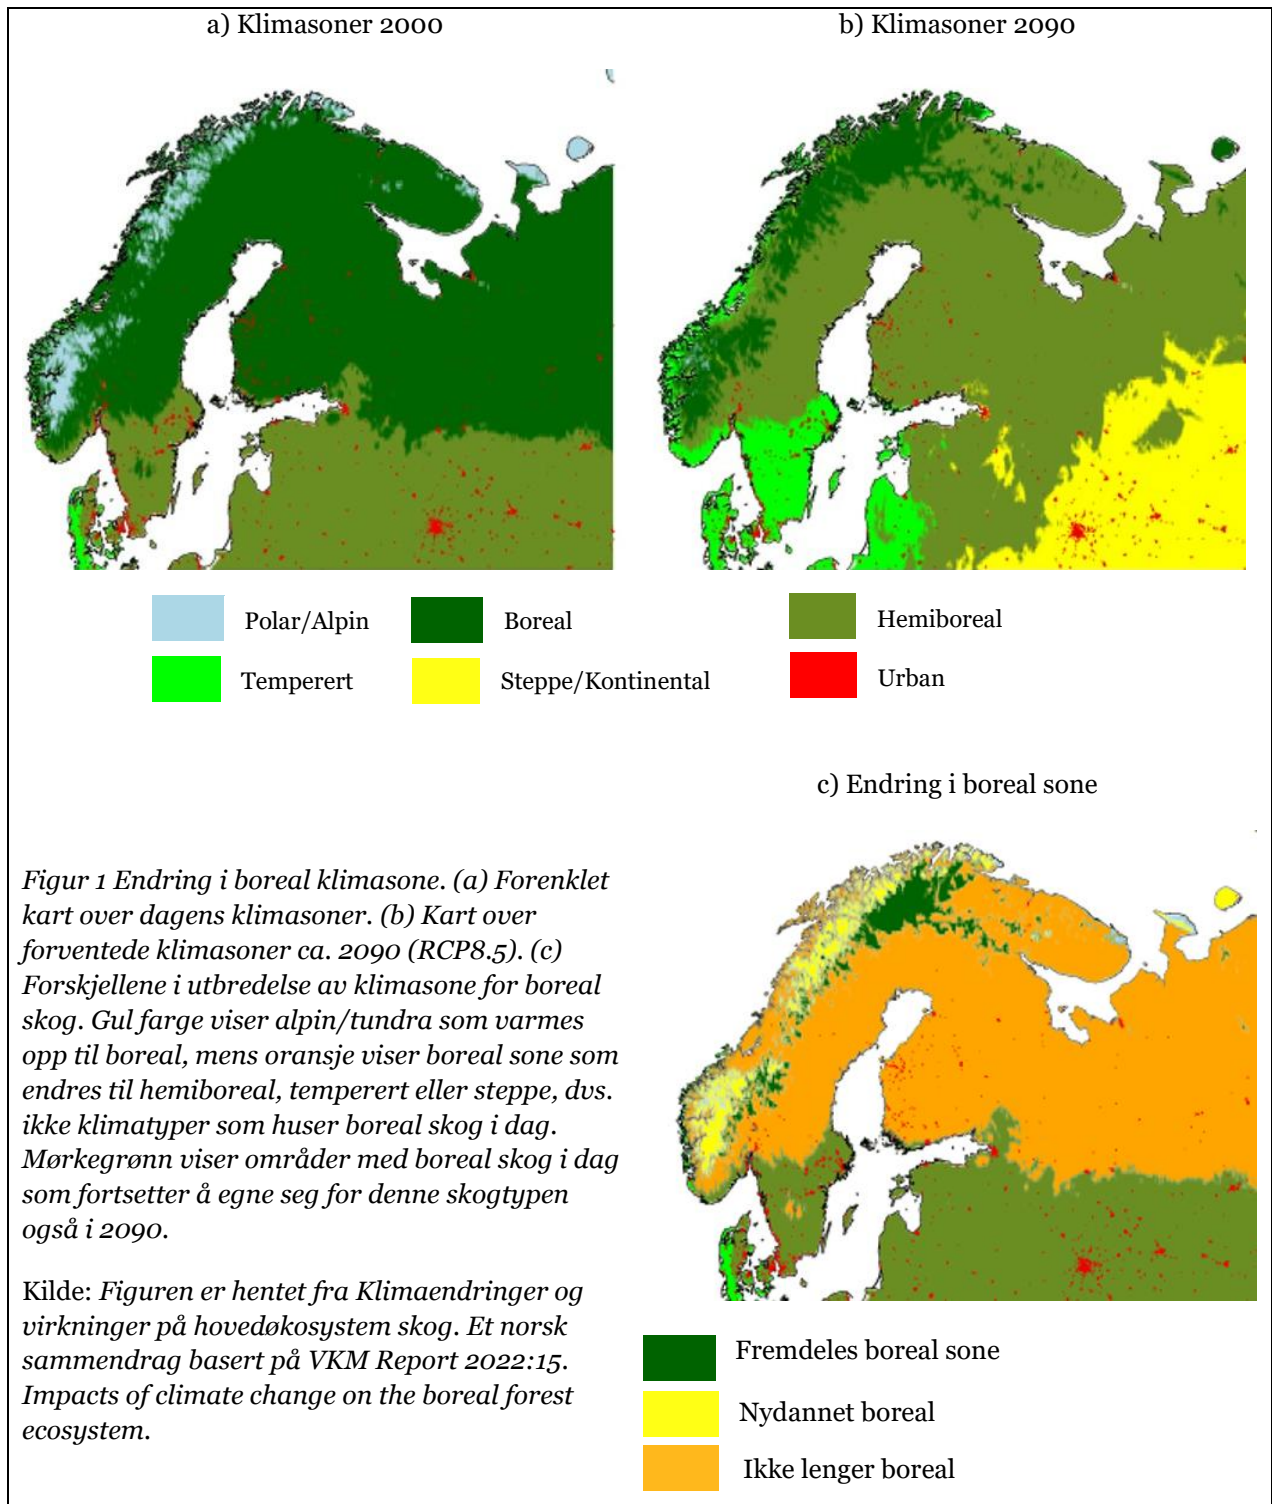 a) Klimasoner 2000
b) Klimasoner 2090
Polar/Alpin
Boreal
Hemiboreal
Temperert
Steppe/Kontinental
Urban
c) Endring i boreal sone
Figur 1 Endring i boreal klimasone. (a) Forenklet
kart over dagens klimasoner. (b) Kart over
forventede klimasoner ca. 2090 (RCP8.5). (c)
Forskjellene i utbredelse av klimasone for boreal
skog. Gul farge viser alpin/tundra som varmes
opp til boreal, mens oransje viser boreal sone som
endres til hemiboreal, temperert eller steppe, dvs.
ikke klimatyper som huser boreal skog i dag.
Mørkegrønn viser områder med boreal skog i dag
som fortsetter å egne seg for denne skogtypen
også i 2090.
Kilde: Figuren er hentet fra Klimaendringer og
virkninger på hovedøkosystem skog. Et norsk
sammendrag basert på VKM Report 2022:15.
Impacts of climate change on the boreal forest
ecosystem.
Fremdeles boreal sone
Nydannet boreal
Ikke lenger boreal